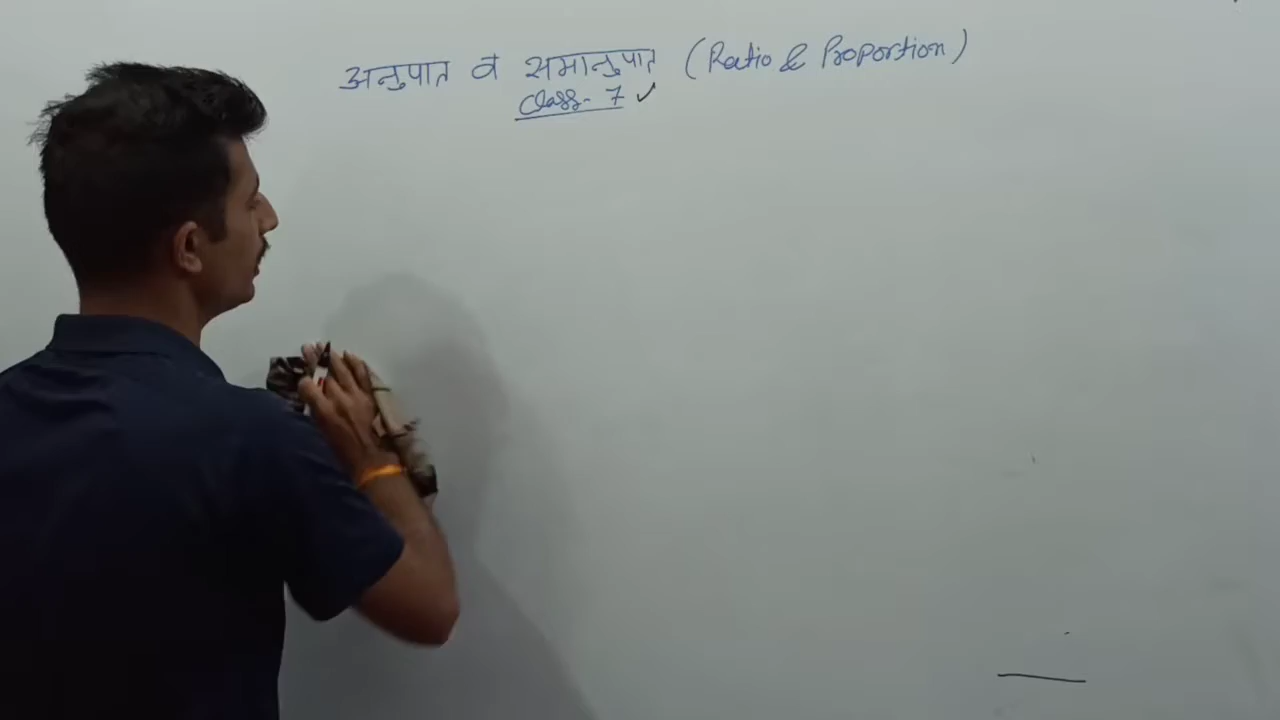 अनुपात व समानुपात (Ratio & Proportion)
Class- 7 ✓